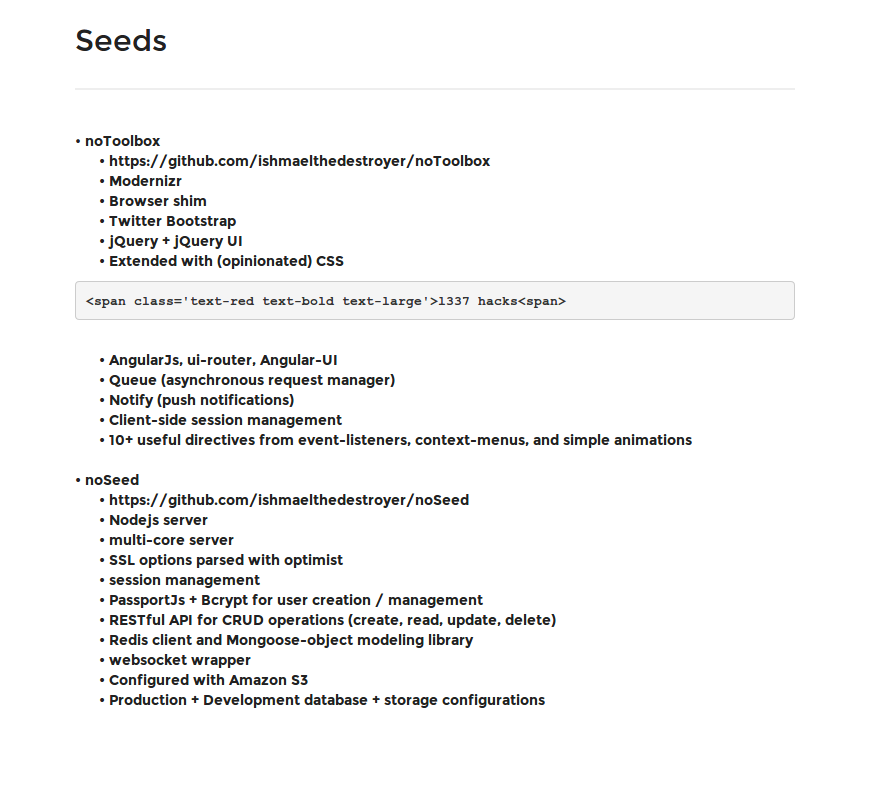 Seeds
• noToolbox
• https://github.com/ishmaelthedestroyer/noToolbox
• Modernizr
• Browser shim
• Twitter Bootstrap
• jQuery + jQuery UI
• Extended with (opinionated) CSS
<span class='text-red text-bold text-large'>1337 hacks<span>
• AngularJs, ui-router, Angular-UI
• Queue (asynchronous request manager)
• Notify (push notifications)
• Client-side session management
• 10+ useful directives from event-listeners, context-menus, and simple animations
• noSeed
• https://github.com/ishmaelthedestroyer/noSeed
• Nodejs server
• multi-core server
• SSL options parsed with optimist
• session management
• PassportJs + Bcrypt for user creation / management
• RESTful API for CRUD operations (create, read, update, delete)
• Redis client and Mongoose-object modeling library
• websocket wrapper
• Configured with Amazon S3
• Production + Development database + storage configurations